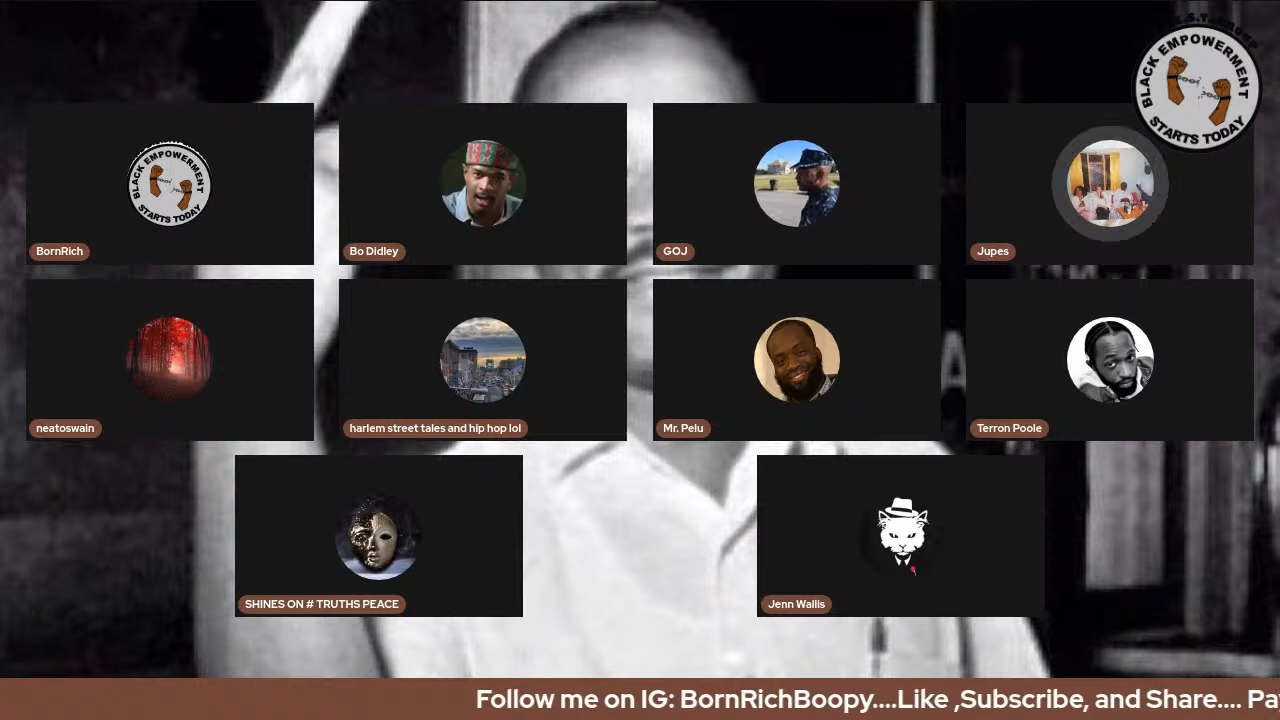 BLACK EMPOWERMENT
STARTS TODAY
BLACK EMPOWERMENT
STARTS TODAY
BornRich
Bo Didley
GOJ
Jupes
neatoswain
harlem street tales and hip hop lol
Mr. Pelu
Terron Poole
SHINES ON # TRUTHS PEACE
Jenn Wallis
Follow me on IG: BornRichBoopy....Like ,Subscribe, and Share.... Pa